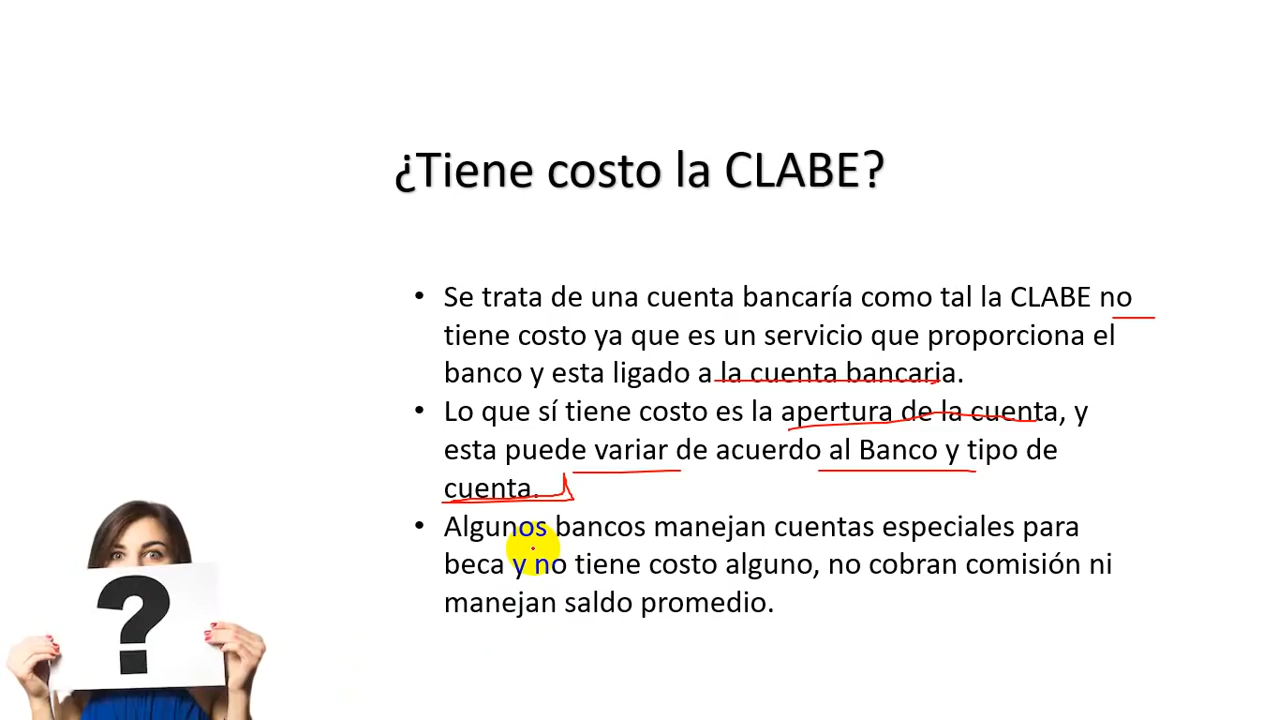 ¿Tiene costo la CLABE?
• Se trata de una cuenta bancaría como tal la CLABE no
tiene costo ya que es un servicio que proporciona el
banco y esta ligado a la cuenta bancaria.
• Lo que sí tiene costo es la apertura de la cuenta, y
esta puede variar de acuerdo al Banco y tipo de
cuenta.
• Algunos bancos manejan cuentas especiales para
beca y no tiene costo alguno, no cobran comisión ni
manejan saldo promedio.
?